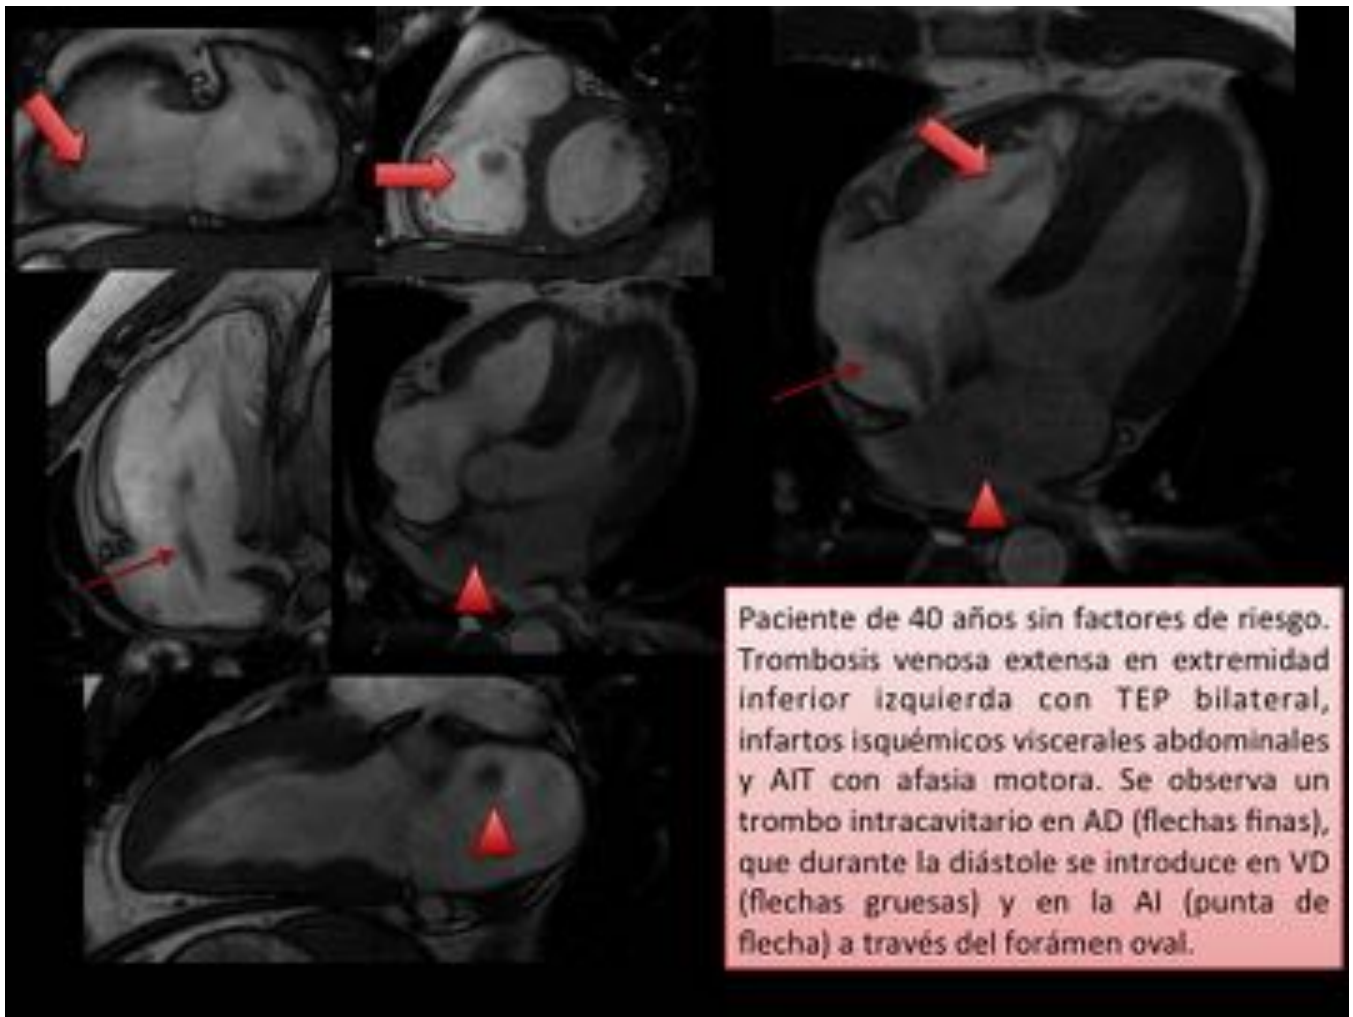 Paciente de 40 años sin factores de riesgo.
Trombosis venosa extensa en extremidad
inferior izquierda con TEP bilateral,
infartos isquémicos viscerales abdominales
y AIT con afasia motora. Se observa un
trombo intracavitario en AD (flechas finas),
que durante la diástole se introduce en VD
(flechas gruesas) y en la AI (punta de
flecha) a través del forámen oval.